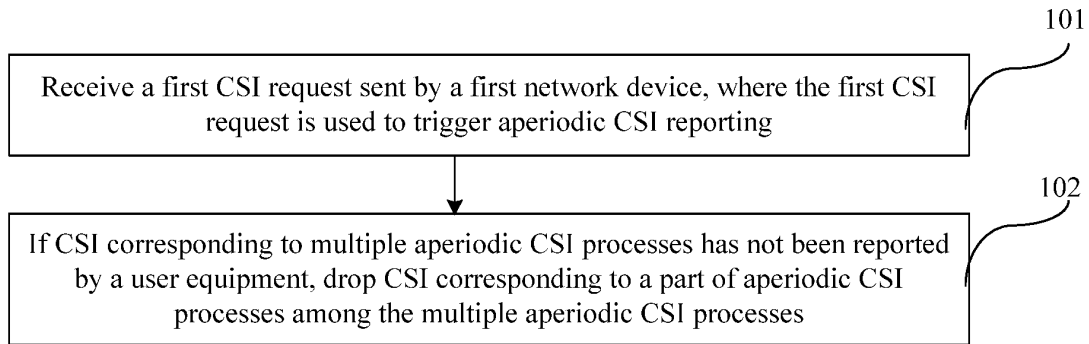 101
Receive a first CSI request sent by a first network device, where the first CSI
request is used to trigger aperiodic CSI reporting
102
If CSI corresponding to multiple aperiodic CSI processes has not been reported
by a user equipment, drop CSI corresponding to a part of aperiodic CSI
processes among the multiple aperiodic CSI processes